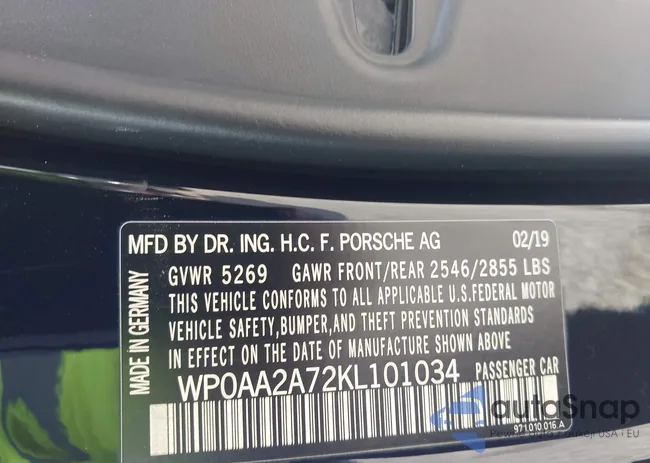 MFD BY DR. ING. H.C. F. PORSCHE AG 02/19
GVWR 5269 GAWR FRONT/REAR 2546/2855 LBS
THIS VEHICLE CONFORMS TO ALL APPLICABLE U.S.FEDERAL MOTOR
VEHICLE SAFETY,BUMPER,AND THEFT PREVENTION STANDARDS
IN EFFECT ON THE DATE OF MANUFACTURE SHOWN ABOVE
WP0AA2A72KL101034 PASSENGER CAR
971.010.016.A
MADE IN GERMANY
autoSnap
USA i EU